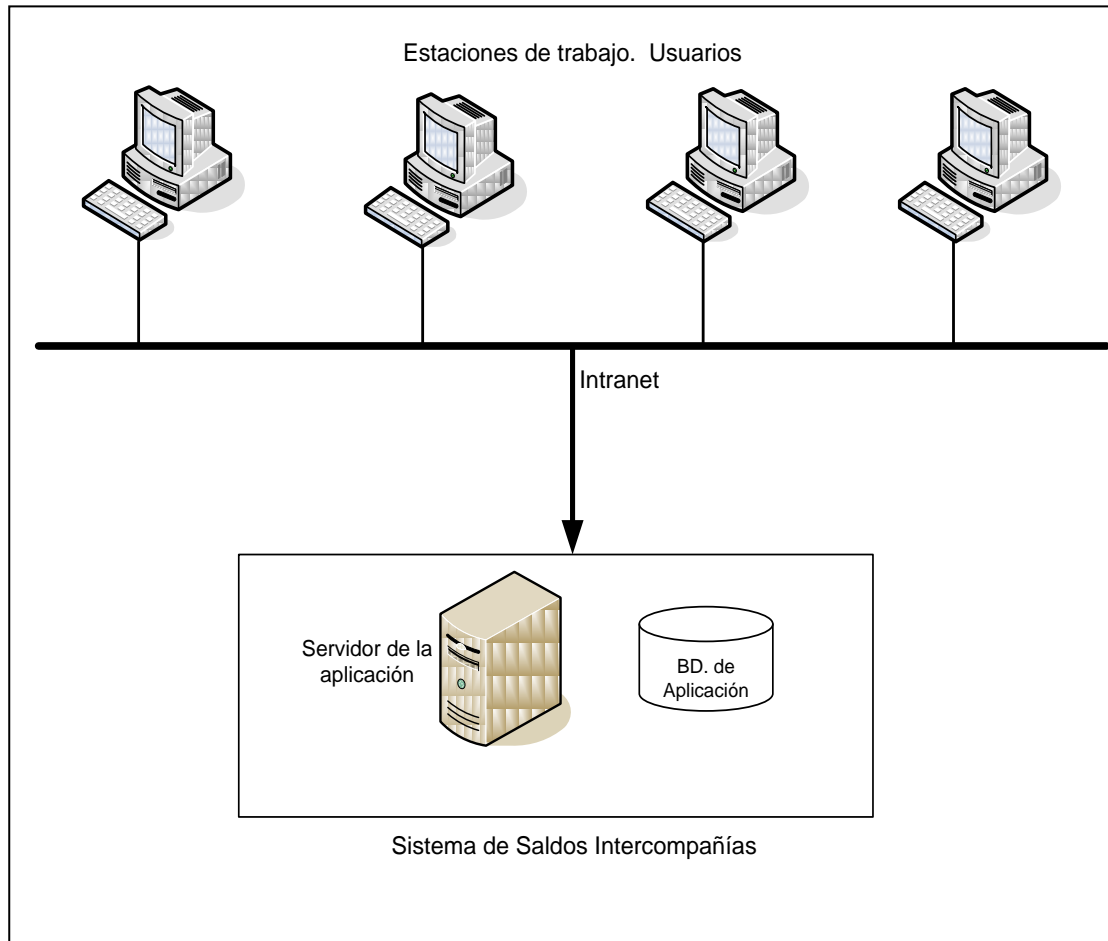 Estaciones de trabajo.  Usuarios
Intranet
Servidor de la
aplicación
BD. de
Aplicación
Sistema de Saldos Intercompañías